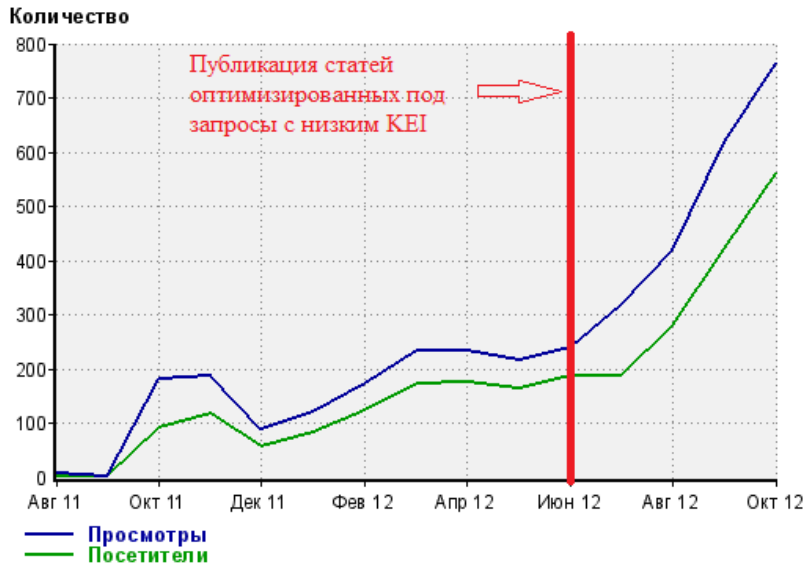 Количество
800
Публикация статей
оптимизированных под
запросы с низким KEI
700
600
500
400
300
200
100
0
Авг 11 Окт 11 Дек 11 Фев 12 Апр 12 Июн 12 Авг 12 Окт 12
Просмотры
Посетители